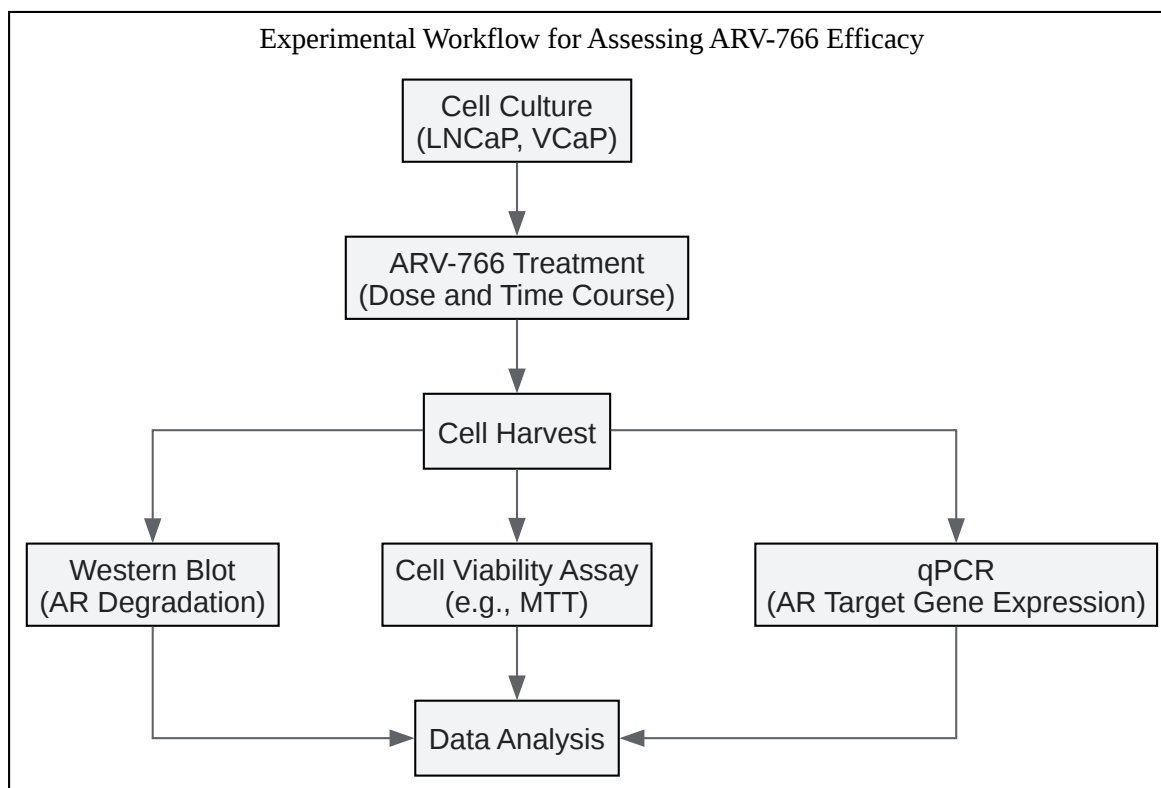 Experimental Workflow for Assessing ARV-766 Efficacy
Cell Culture
(LNCaP, VCaP)
ARV-766 Treatment
(Dose and Time Course)
Cell Harvest
Western Blot
(AR Degradation)
Cell Viability Assay
(e.g., MTT)
qPCR
(AR Target Gene Expression)
Data Analysis